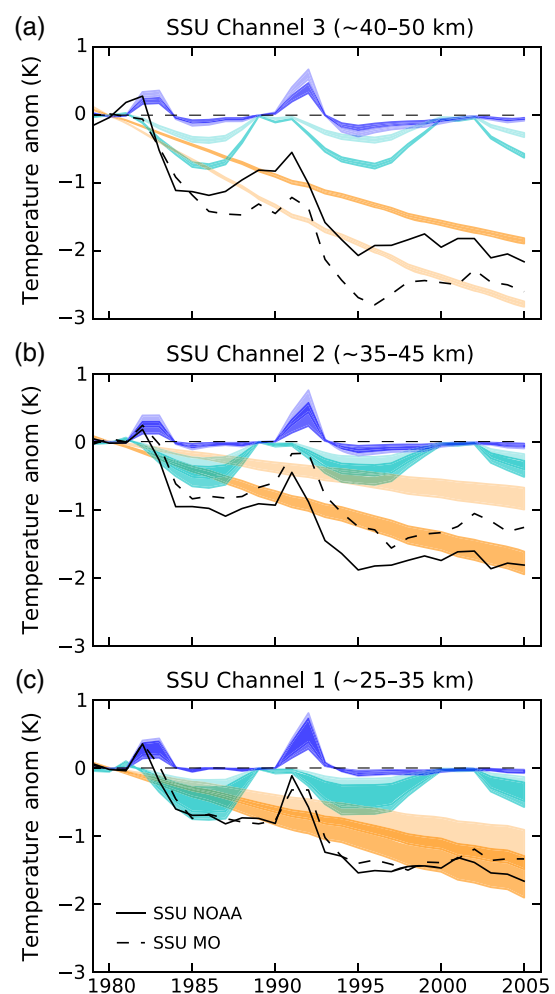 (a) SSU Channel 3 (~40–50 km)
Temperature anom (K)
1
0
−1
−2
−3
(b) SSU Channel 2 (~35–45 km)
Temperature anom (K)
1
0
−1
−2
−3
(c) SSU Channel 1 (~25–35 km)
Temperature anom (K)
1
0
−1
−2
−3
SSU NOAA
SSU MO
1980 1985 1990 1995 2000 2005